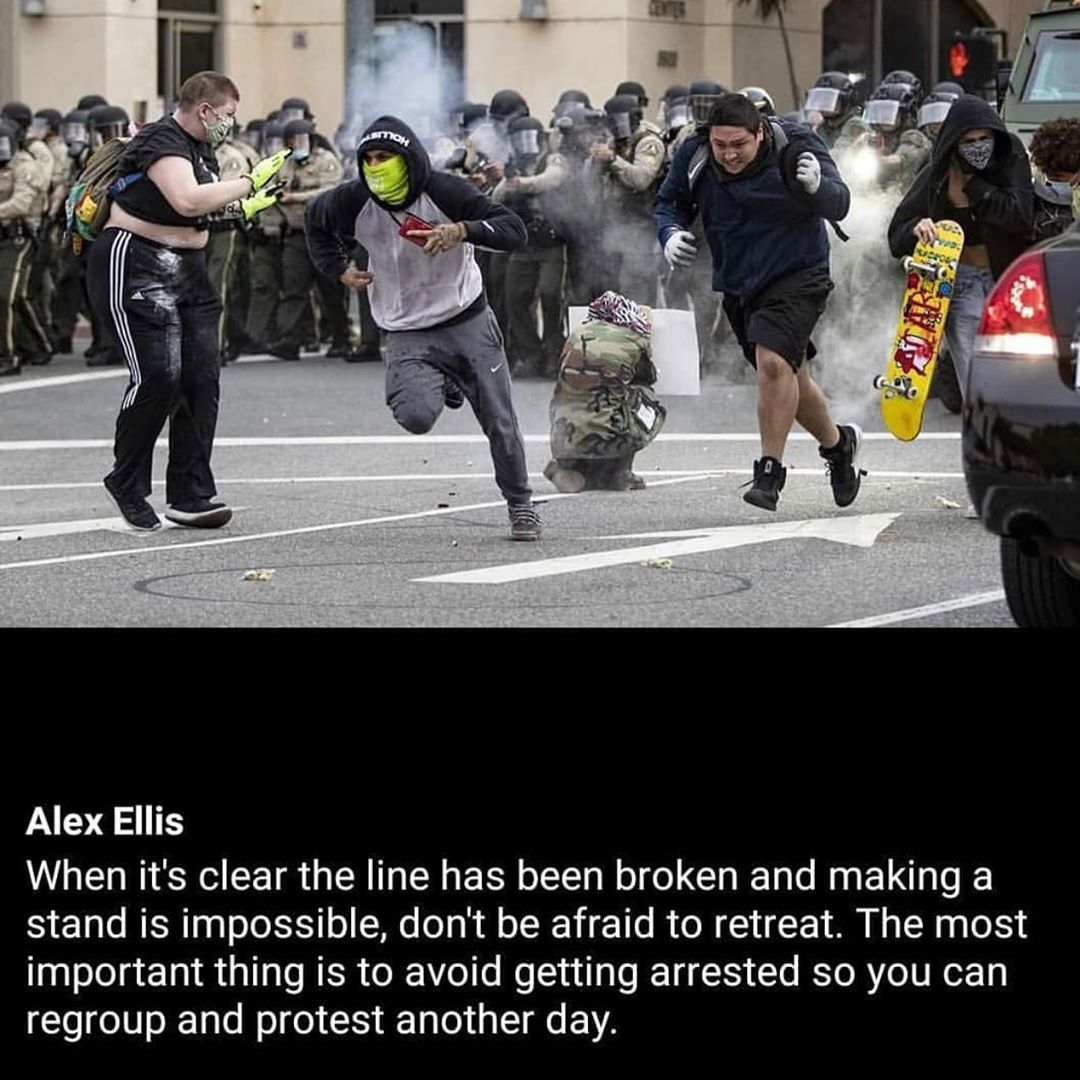 CENTER
Alex Ellis
When it's clear the line has been broken and making a
stand is impossible, don't be afraid to retreat. The most
important thing is to avoid getting arrested so you can
regroup and protest another day.